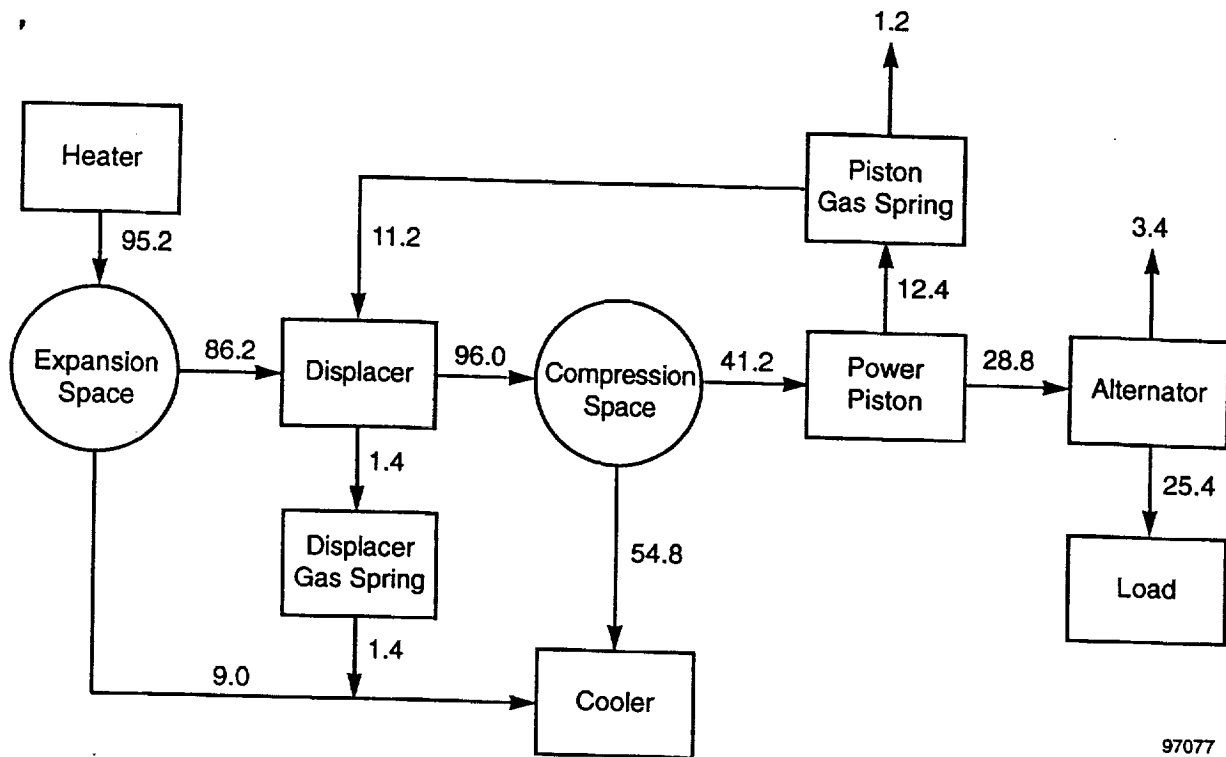 1.2
Heater
Piston
Gas Spring
95.2
11.2
3.4
12.4
Expansion
Space
86.2
Displacer
96.0
Compression
Space
41.2
Power
Piston
28.8
Alternator
1.4
25.4
Displacer
Gas Spring
54.8
Load
1.4
9.0
Cooler
97077